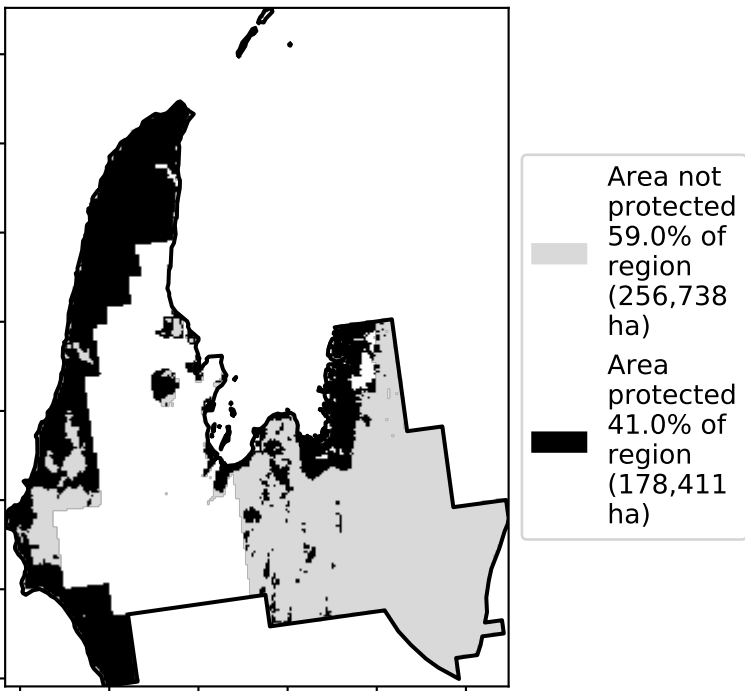 Area not
protected
59.0% of
region
(256,738
ha)
Area
protected
41.0% of
region
(178,411
ha)